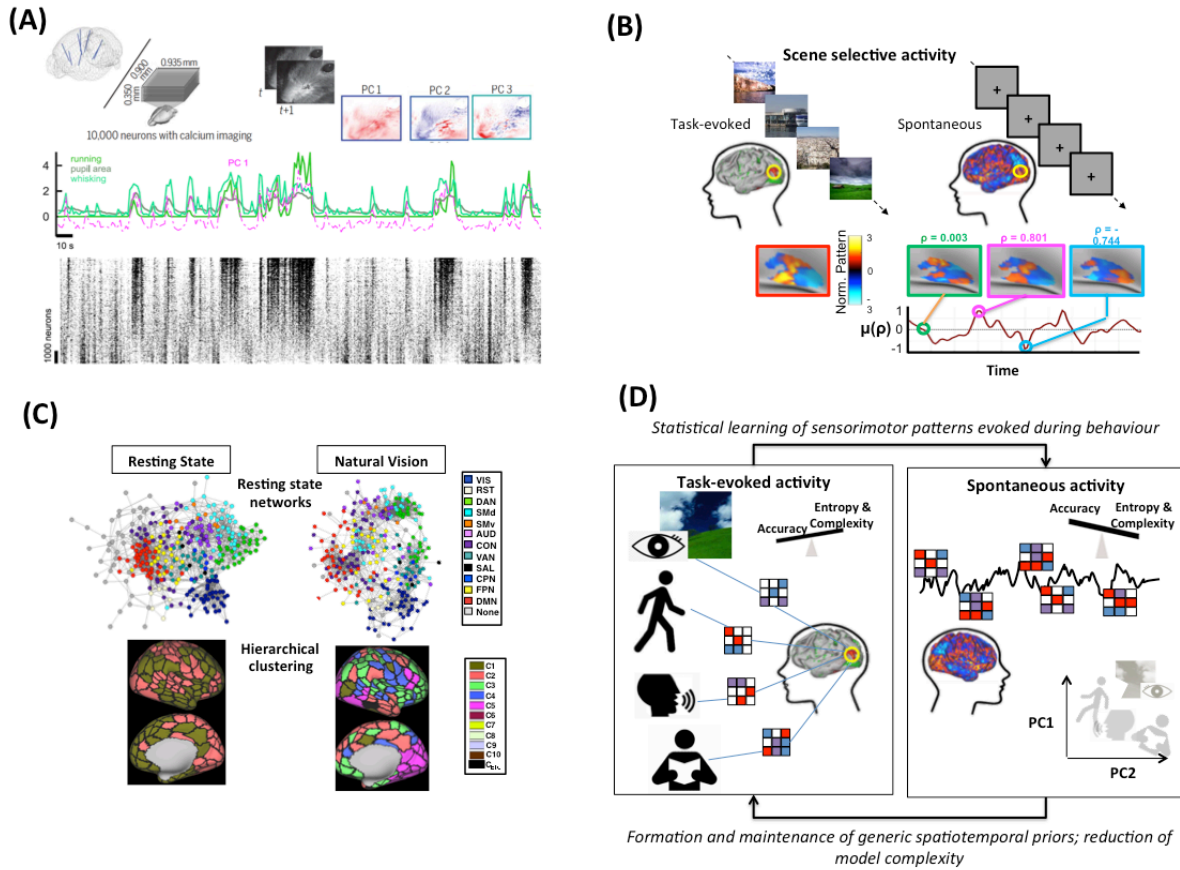 (A)
0.935 mm
0.900
mm
0.350
mm
10,000 neurons with calcium imaging
t
t+1
PC 1
PC 2
PC 3
running
pupil area
whisking
PC 1
4
2
0
10 s
1000 neurons
(B)
Scene selective activity
Task-evoked
Spontaneous
Norm. Pattern
3
0
-
3
ρ = 0.003
ρ = 0.801
ρ = -
0.744
μ(ρ)
1
0
-1
Time
(C)
Resting State
Natural Vision
Resting state
networks
VIS
RST
DAN
SMd
SMv
AUD
CON
VAN
SAL
CPN
FPN
DMN
None
Hierarchical
clustering
C1
C2
C3
C4
C5
C6
C7
C8
C9
C10
(D)
Statistical learning of sensorimotor patterns evoked during behaviour
Task-evoked activity
Accuracy
Entropy &
Complexity
Spontaneous activity
Accuracy
Entropy &
Complexity
PC1
PC2
Formation and maintenance of generic spatiotemporal priors; reduction of
model complexity